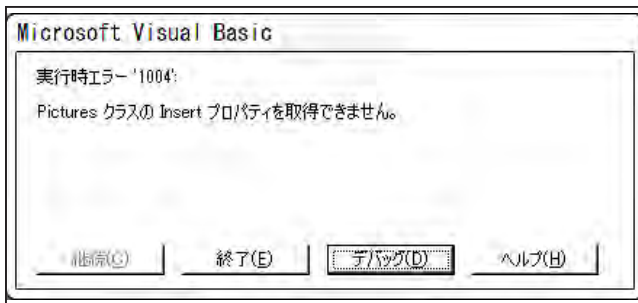 Microsoft Visual Basic
実行時エラー '1004':
Pictures クラスの Insert プロパティを取得できません。
継続(C)
終了(E)
デバッグ(D)
ヘルプ(H)